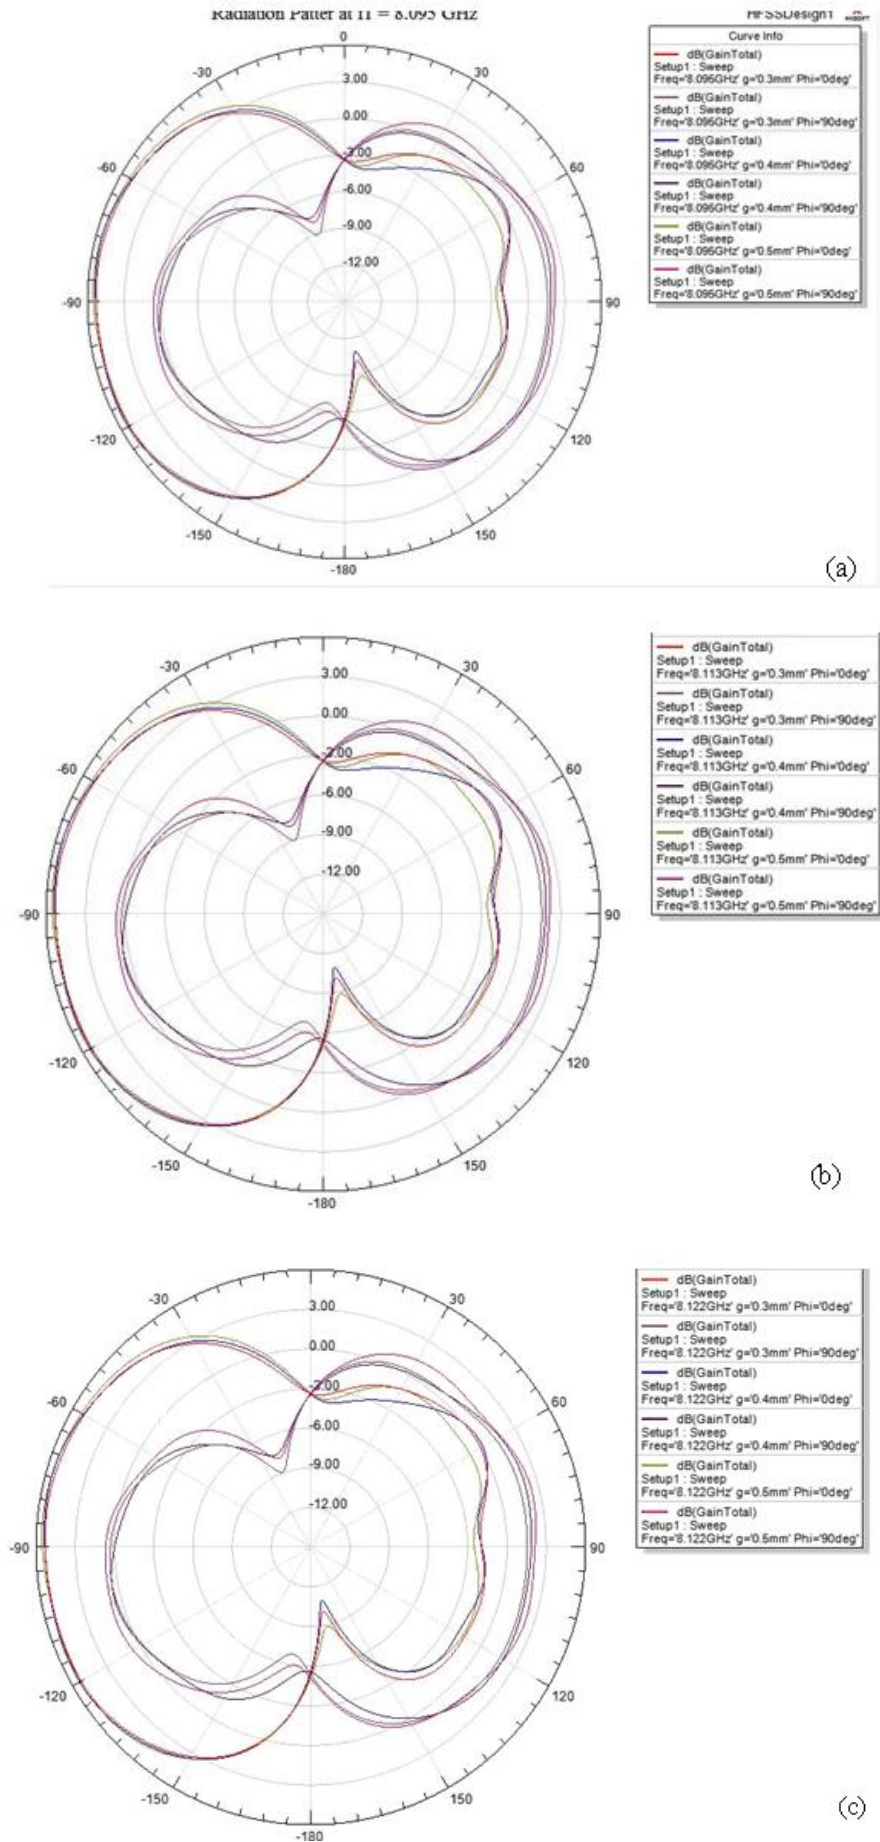 Radiation Patter at f1 = 8.095 GHz
HFSSDesign1
ANSOFT
0
-30
30
-60
60
-90
90
-120
120
-150
150
-180
3.00
0.00
-3.00
-6.00
-9.00
-12.00
Curve Info
dB(GainTotal)
Setup1 : Sweep
Freq='8.095GHz' g='0.3mm' Phi='0deg'
dB(GainTotal)
Setup1 : Sweep
Freq='8.095GHz' g='0.3mm' Phi='90deg'
dB(GainTotal)
Setup1 : Sweep
Freq='8.095GHz' g='0.4mm' Phi='0deg'
dB(GainTotal)
Setup1 : Sweep
Freq='8.095GHz' g='0.4mm' Phi='90deg'
dB(GainTotal)
Setup1 : Sweep
Freq='8.095GHz' g='0.5mm' Phi='0deg'
dB(GainTotal)
Setup1 : Sweep
Freq='8.095GHz' g='0.5mm' Phi='90deg'
(a)
-30
30
-60
60
-90
90
-120
120
-150
150
-180
3.00
0.00
-3.00
-6.00
-9.00
-12.00
dB(GainTotal)
Setup1 : Sweep
Freq='8.113GHz' g='0.3mm' Phi='0deg'
dB(GainTotal)
Setup1 : Sweep
Freq='8.113GHz' g='0.3mm' Phi='90deg'
dB(GainTotal)
Setup1 : Sweep
Freq='8.113GHz' g='0.4mm' Phi='0deg'
dB(GainTotal)
Setup1 : Sweep
Freq='8.113GHz' g='0.4mm' Phi='90deg'
dB(GainTotal)
Setup1 : Sweep
Freq='8.113GHz' g='0.5mm' Phi='0deg'
dB(GainTotal)
Setup1 : Sweep
Freq='8.113GHz' g='0.5mm' Phi='90deg'
(b)
-30
30
-60
60
-90
90
-120
120
-150
150
-180
3.00
0.00
-3.00
-6.00
-9.00
-12.00
dB(GainTotal)
Setup1 : Sweep
Freq='8.122GHz' g='0.3mm' Phi='0deg'
dB(GainTotal)
Setup1 : Sweep
Freq='8.122GHz' g='0.3mm' Phi='90deg'
dB(GainTotal)
Setup1 : Sweep
Freq='8.122GHz' g='0.4mm' Phi='0deg'
dB(GainTotal)
Setup1 : Sweep
Freq='8.122GHz' g='0.4mm' Phi='90deg'
dB(GainTotal)
Setup1 : Sweep
Freq='8.122GHz' g='0.5mm' Phi='0deg'
dB(GainTotal)
Setup1 : Sweep
Freq='8.122GHz' g='0.5mm' Phi='90deg'
(c)